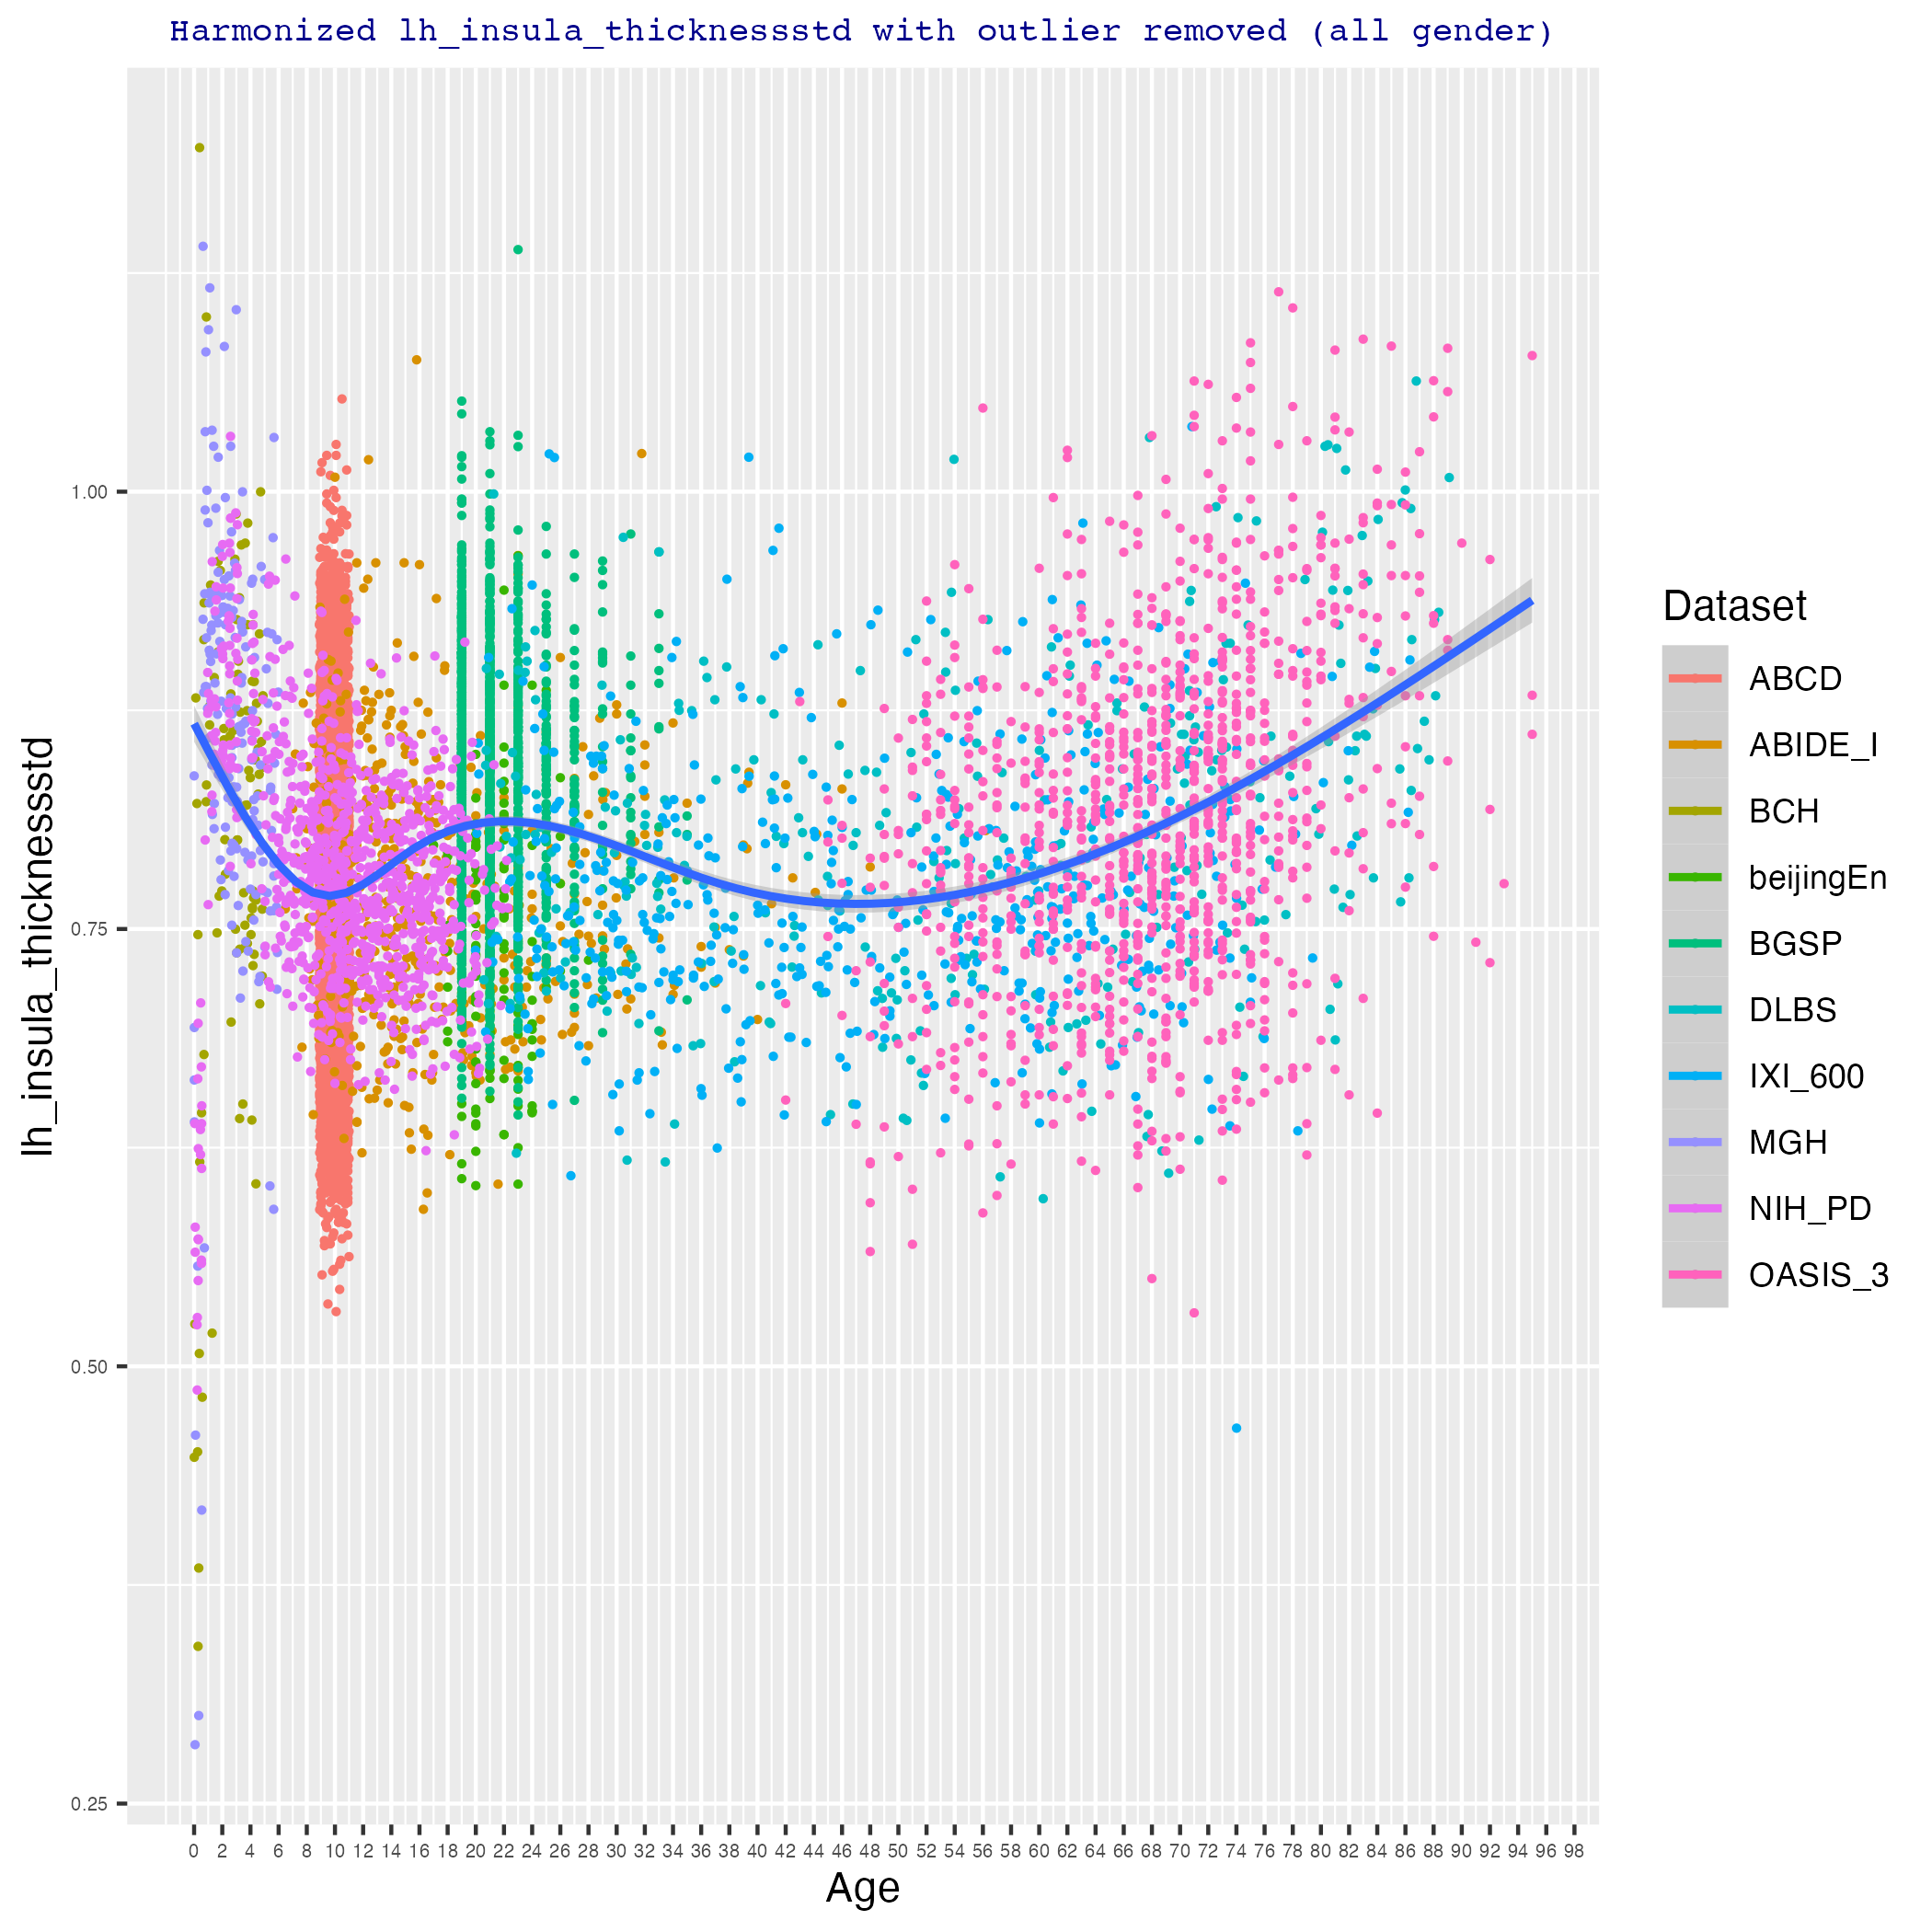 Harmonized lh_insula_thicknessstd with outlier removed (all gender)
lh_insula_thicknessstd
1.00
0.75
0.50
0.25
0 2 4 6 8 10 12 14 16 18 20 22 24 26 28 30 32 34 36 38 40 42 44 46 48 50 52 54 56 58 60 62 64 66 68 70 72 74 76 78 80 82 84 86 88 90 92 94 96 98
Age
Dataset
ABCD
ABIDE_I
BCH
beijingEn
BGSP
DLBS
IXI_600
MGH
NIH_PD
OASIS_3